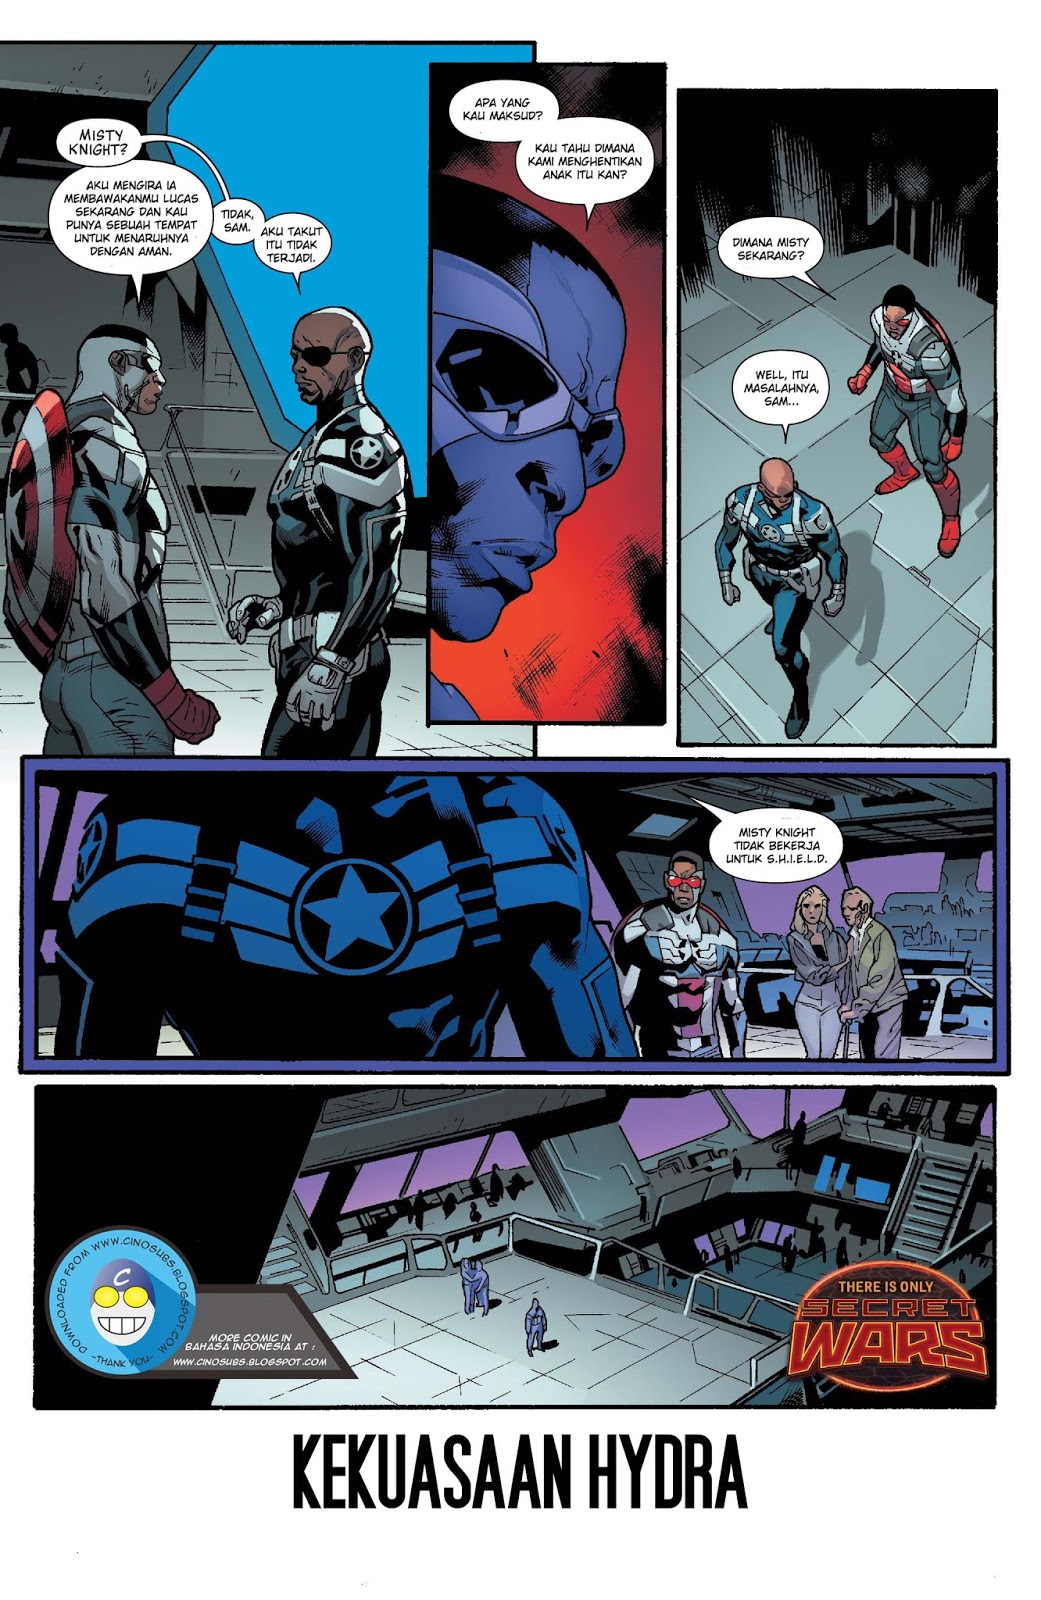 MISTY
KNIGHT?
AKU MENGIRA IA
MEMBAWAKANMU LUCAS
SEKARANG DAN KAU
PUNYA SEBUAH TEMPAT
UNTUK MENARUHNYA
DENGAN AMAN.
TIDAK,
SAM.
AKU TAKUT
ITU TIDAK
TERJADI.
APA YANG
KAU MAKSUD?
KAU TAHU DIMANA
KAMI MENGHENTIKAN
ANAK ITU KAN?
DIMANA MISTY
SEKARANG?
WELL, ITU
MASALAHNYA,
SAM...
MISTY KNIGHT
TIDAK BEKERJA
UNTUK S.H.I.E.L.D.
DOWNLOADED FROM WWW.CINOSUBS.BLOGSPOT.COM
C
-THANK YOU-
MORE COMIC IN
BAHASA INDONESIA AT :
WWW.CINOSUBS.BLOGSPOT.COM
THERE IS ONLY
SECRET
WARS
KEKUASAAN HYDRA